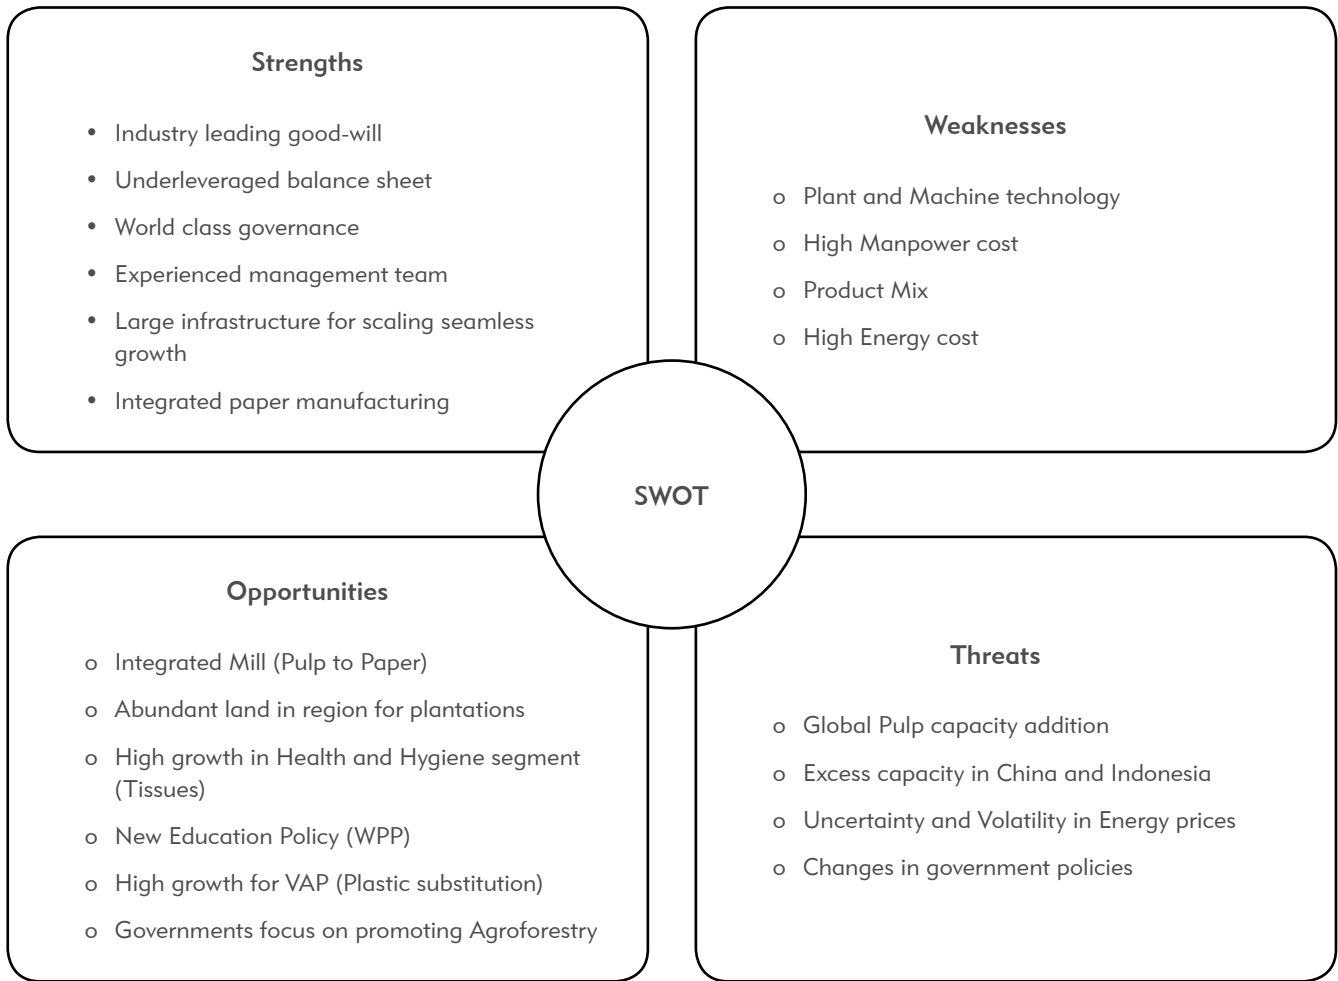 Strengths
• Industry leading good-will
• Underleveraged balance sheet
• World class governance
• Experienced management team
• Large infrastructure for scaling seamless
growth
• Integrated paper manufacturing
Weaknesses
o Plant and Machine technology
o High Manpower cost
o Product Mix
o High Energy cost
SWOT
Opportunities
o Integrated Mill (Pulp to Paper)
o Abundant land in region for plantations
o High growth in Health and Hygiene segment
(Tissues)
o New Education Policy (WPP)
o High growth for VAP (Plastic substitution)
o Governments focus on promoting Agroforestry
Threats
o Global Pulp capacity addition
o Excess capacity in China and Indonesia
o Uncertainty and Volatility in Energy prices
o Changes in government policies